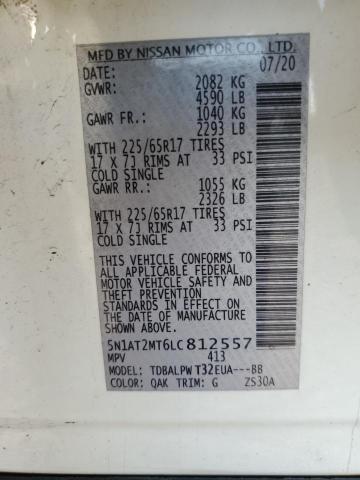 MFD BY NISSAN MOTOR CO., LTD.
DATE: 07/20
GVWR: 2082 KG
4590 LB
GAWR FR.: 1040 KG
2293 LB
WITH 225/65R17 TIRES
17 X 7J RIMS AT 33 PSI
COLD SINGLE
GAWR RR.: 1055 KG
2326 LB
WITH 225/65R17 TIRES
17 X 7J RIMS AT 33 PSI
COLD SINGLE
THIS VEHICLE CONFORMS TO
ALL APPLICABLE FEDERAL
MOTOR VEHICLE SAFETY
AND THEFT PREVENTION
STANDARDS IN EFFECT ON
THE DATE OF MANUFACTURE
SHOWN ABOVE.
5N1AT2MT6LC812557
MPV 413
MODEL: TDBALPW T32EUA---BB
COLOR: QAK TRIM: G ZS30A